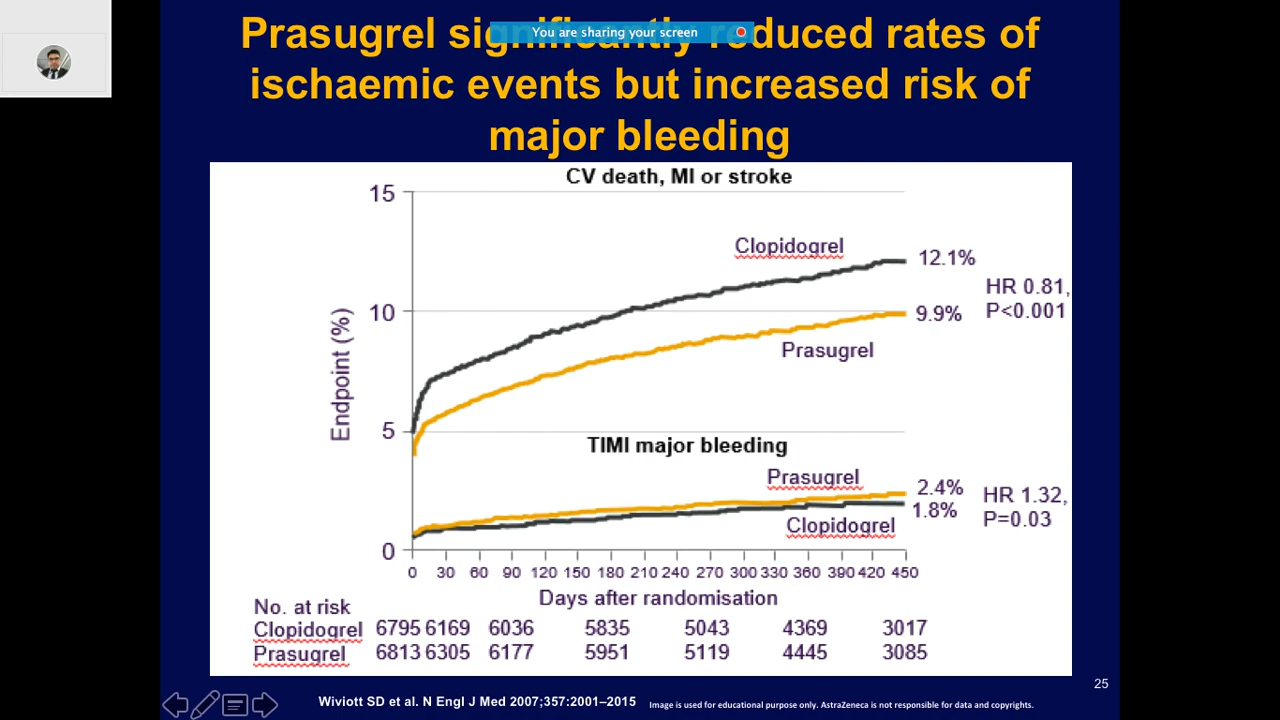 Prasugrel significantly reduced rates of
You are sharing your screen
ischaemic events but increased risk of
major bleeding
CV death, MI or stroke
15
Clopidogrel
12.1%
HR 0.81,
P<0.001
10
9.9%
Prasugrel
Endpoint (%)
5
TIMI major bleeding
Prasugrel
2.4%
HR 1.32,
P=0.03
1.8%
Clopidogrel
0
0 30 60 90 120 150 180 210 240 270 300 330 360 390 420 450
Days after randomisation
No. at risk
Clopidogrel 6795 6169 6036 5835 5043 4369 3017
Prasugrel 6813 6305 6177 5951 5119 4445 3085
25
Wiviott SD et al. N Engl J Med 2007;357:2001–2015
Image is used for educational purpose only. AstraZeneca is not responsible for data and copyrights.